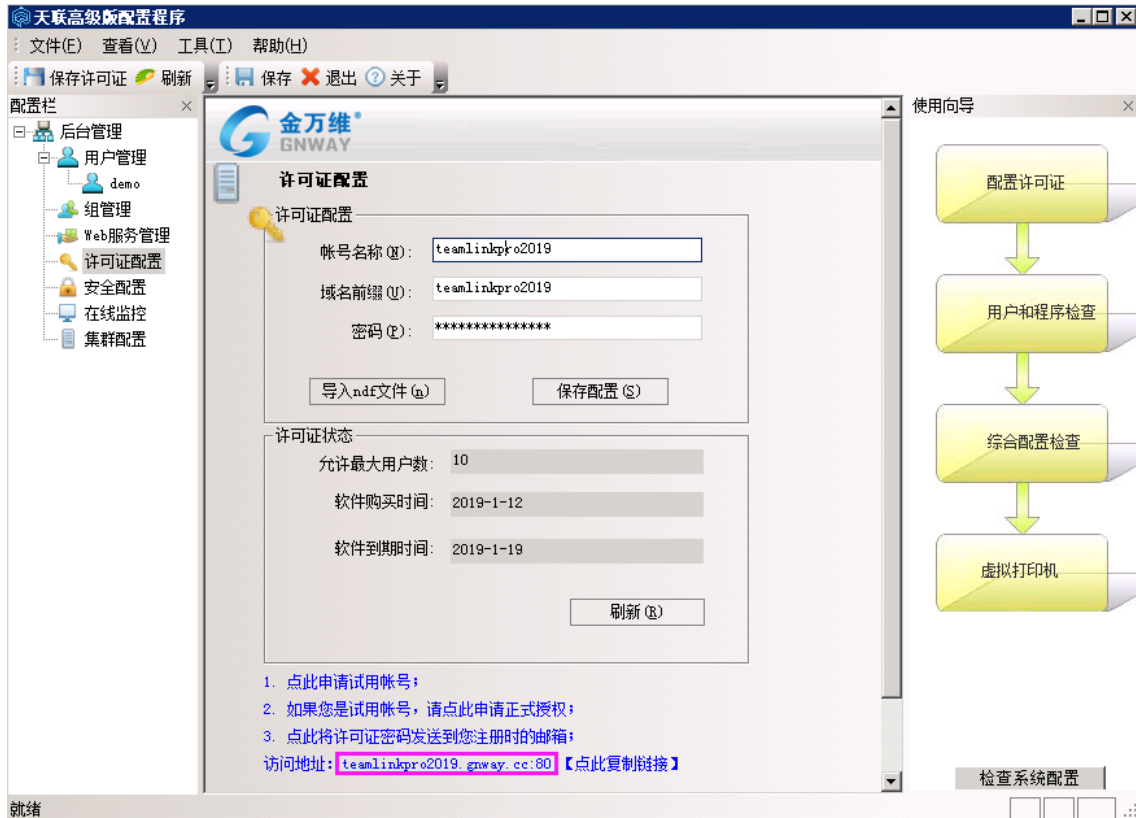 天联高级版配置程序
文件(F) 查看(V) 工具(T) 帮助(H)
保存许可证 刷新 保存 退出 关于
配置栏
后台管理
用户管理
demo
组管理
Web服务管理
许可证配置
安全配置
在线监控
集群配置
金万维®
GNWAY
许可证配置
许可证配置
帐号名称(N): teamlinkpro2019
域名前缀(U): teamlinkpro2019
密码(P): ***************
导入ndf文件(n) 保存配置(S)
许可证状态
允许最大用户数: 10
软件购买时间: 2019-1-12
软件到期时间: 2019-1-19
刷新(R)
1. 点此申请试用帐号;
2. 如果您是试用帐号,请点此申请正式授权;
3. 点此将许可证密码发送到您注册时的邮箱;
访问地址: teamlinkpro2019.gnway.cc:80 【点此复制链接】
使用向导
配置许可证
用户和程序检查
综合配置检查
虚拟打印机
检查系统配置
就绪